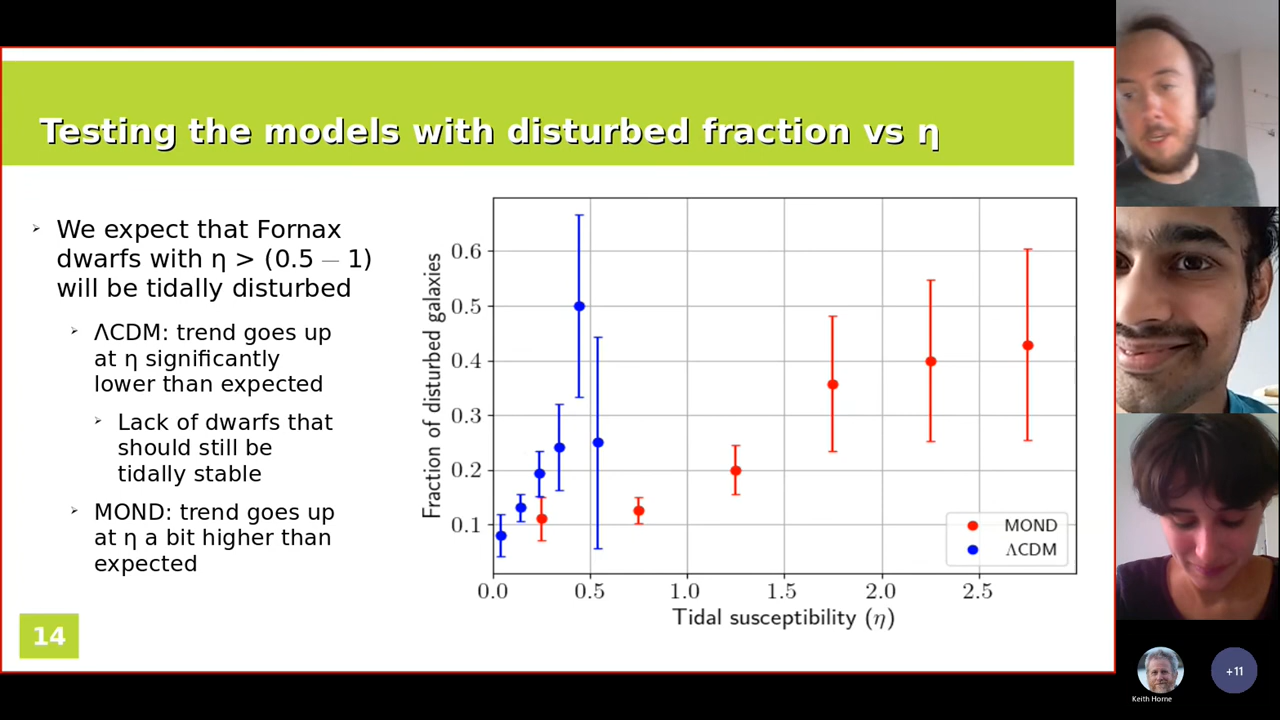 Testing the models with disturbed fraction vs η
We expect that Fornax
dwarfs with η > (0.5 – 1)
will be tidally disturbed
ΛCDM: trend goes up
at η significantly
lower than expected
Lack of dwarfs that
should still be
tidally stable
MOND: trend goes up
at η a bit higher than
expected
14
Fraction of disturbed galaxies
0.6
0.5
0.4
0.3
0.2
0.1
MOND
ΛCDM
0.0 0.5 1.0 1.5 2.0 2.5
Tidal susceptibility (η)
Keith Horne
+11